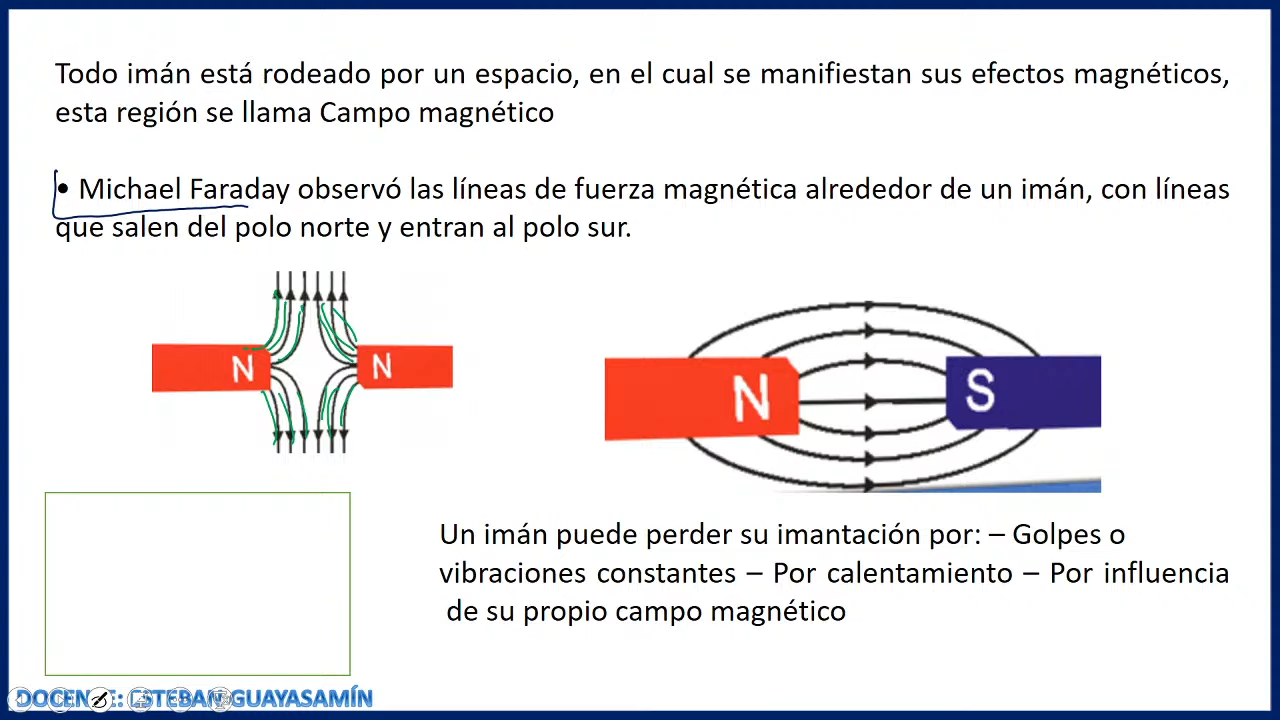 Todo imán está rodeado por un espacio, en el cual se manifiestan sus efectos magnéticos,
esta región se llama Campo magnético
• Michael Faraday observó las líneas de fuerza magnética alrededor de un imán, con líneas
que salen del polo norte y entran al polo sur.
N N
N S
Un imán puede perder su imantación por: – Golpes o
vibraciones constantes – Por calentamiento – Por influencia
de su propio campo magnético
DOCENTE: ESTEBAN GUAYASAMÍN